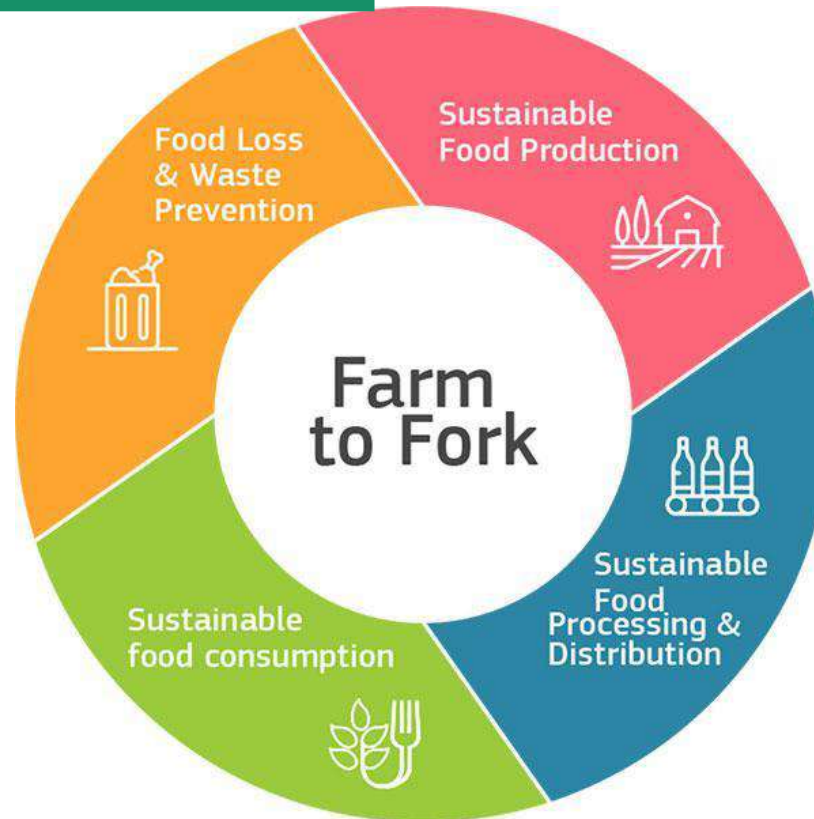 Food Loss
& Waste
Prevention
Sustainable
Food Production
Farm
to Fork
Sustainable
Food
Processing &
Distribution
Sustainable
food consumption